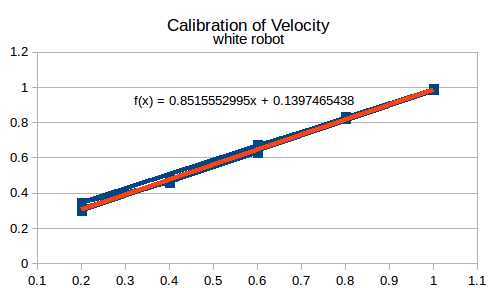 Calibration of Velocity
white robot
1.2
1
0.8
0.6
0.4
0.2
0
f(x) = 0.8515552995x + 0.1397465438
0.1 0.2 0.3 0.4 0.5 0.6 0.7 0.8 0.9 1 1.1